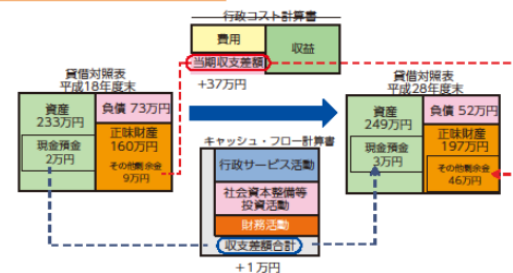 行政コスト計算書
費用
収益
当期収支差額
+37万円
貸借対照表
平成18年度末
資産
233万円
負債 73万円
正味財産
160万円
現金預金
2万円
その他剰余金
9万円
キャッシュ・フロー計算書
行政サービス活動
社会資本整備等
投資活動
財務活動
収支差額合計
+1万円
貸借対照表
平成28年度末
資産
249万円
負債 52万円
正味財産
197万円
現金預金
3万円
その他剰余金
46万円